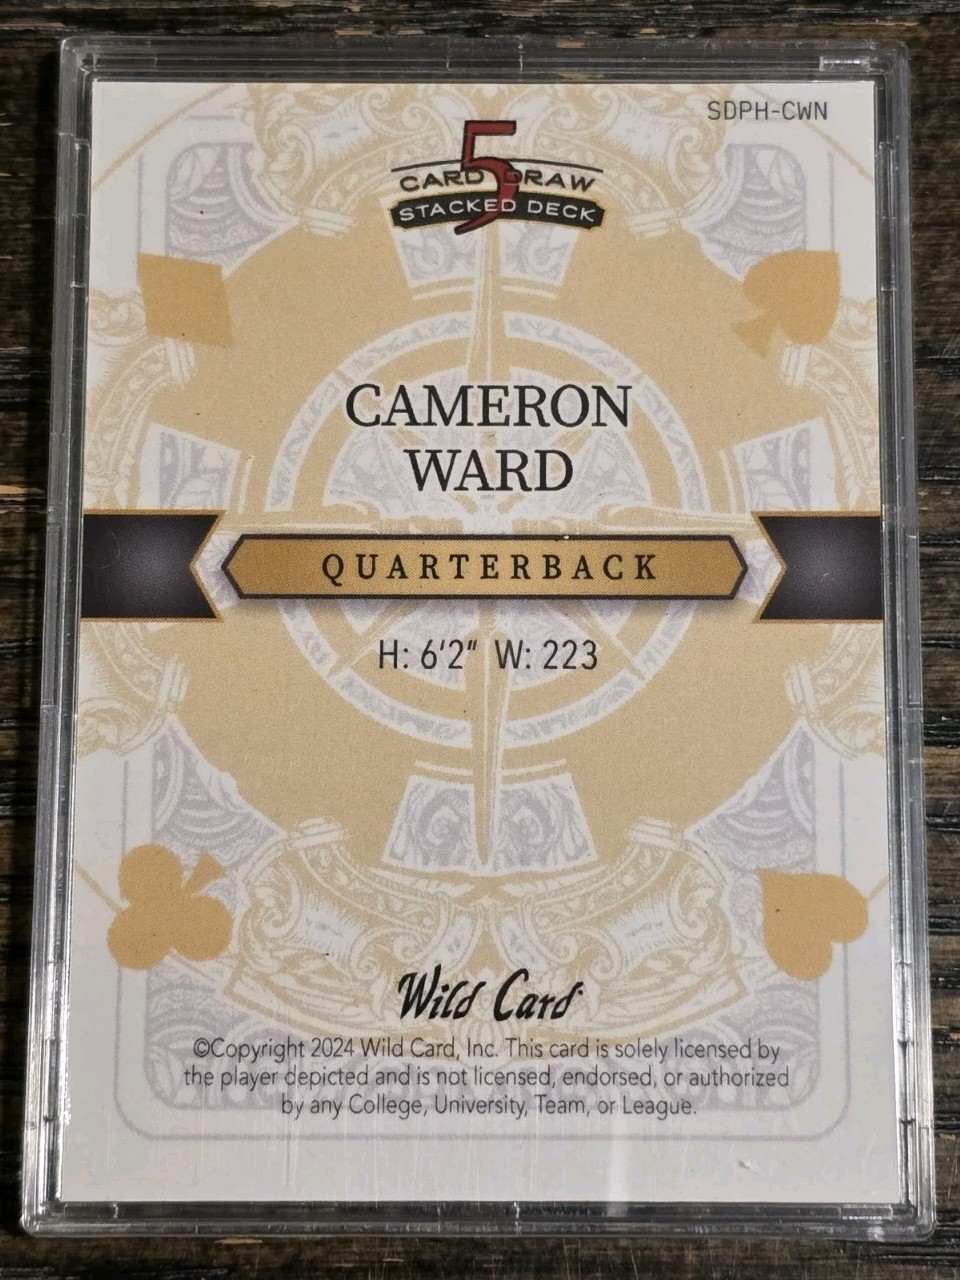 SDPH-CWN
5
CARD DRAW
STACKED DECK
CAMERON
WARD
QUARTERBACK
H: 6'2" W: 223
Wild Card
©Copyright 2024 Wild Card, Inc. This card is solely licensed by
the player depicted and is not licensed, endorsed, or authorized
by any College, University, Team, or League.